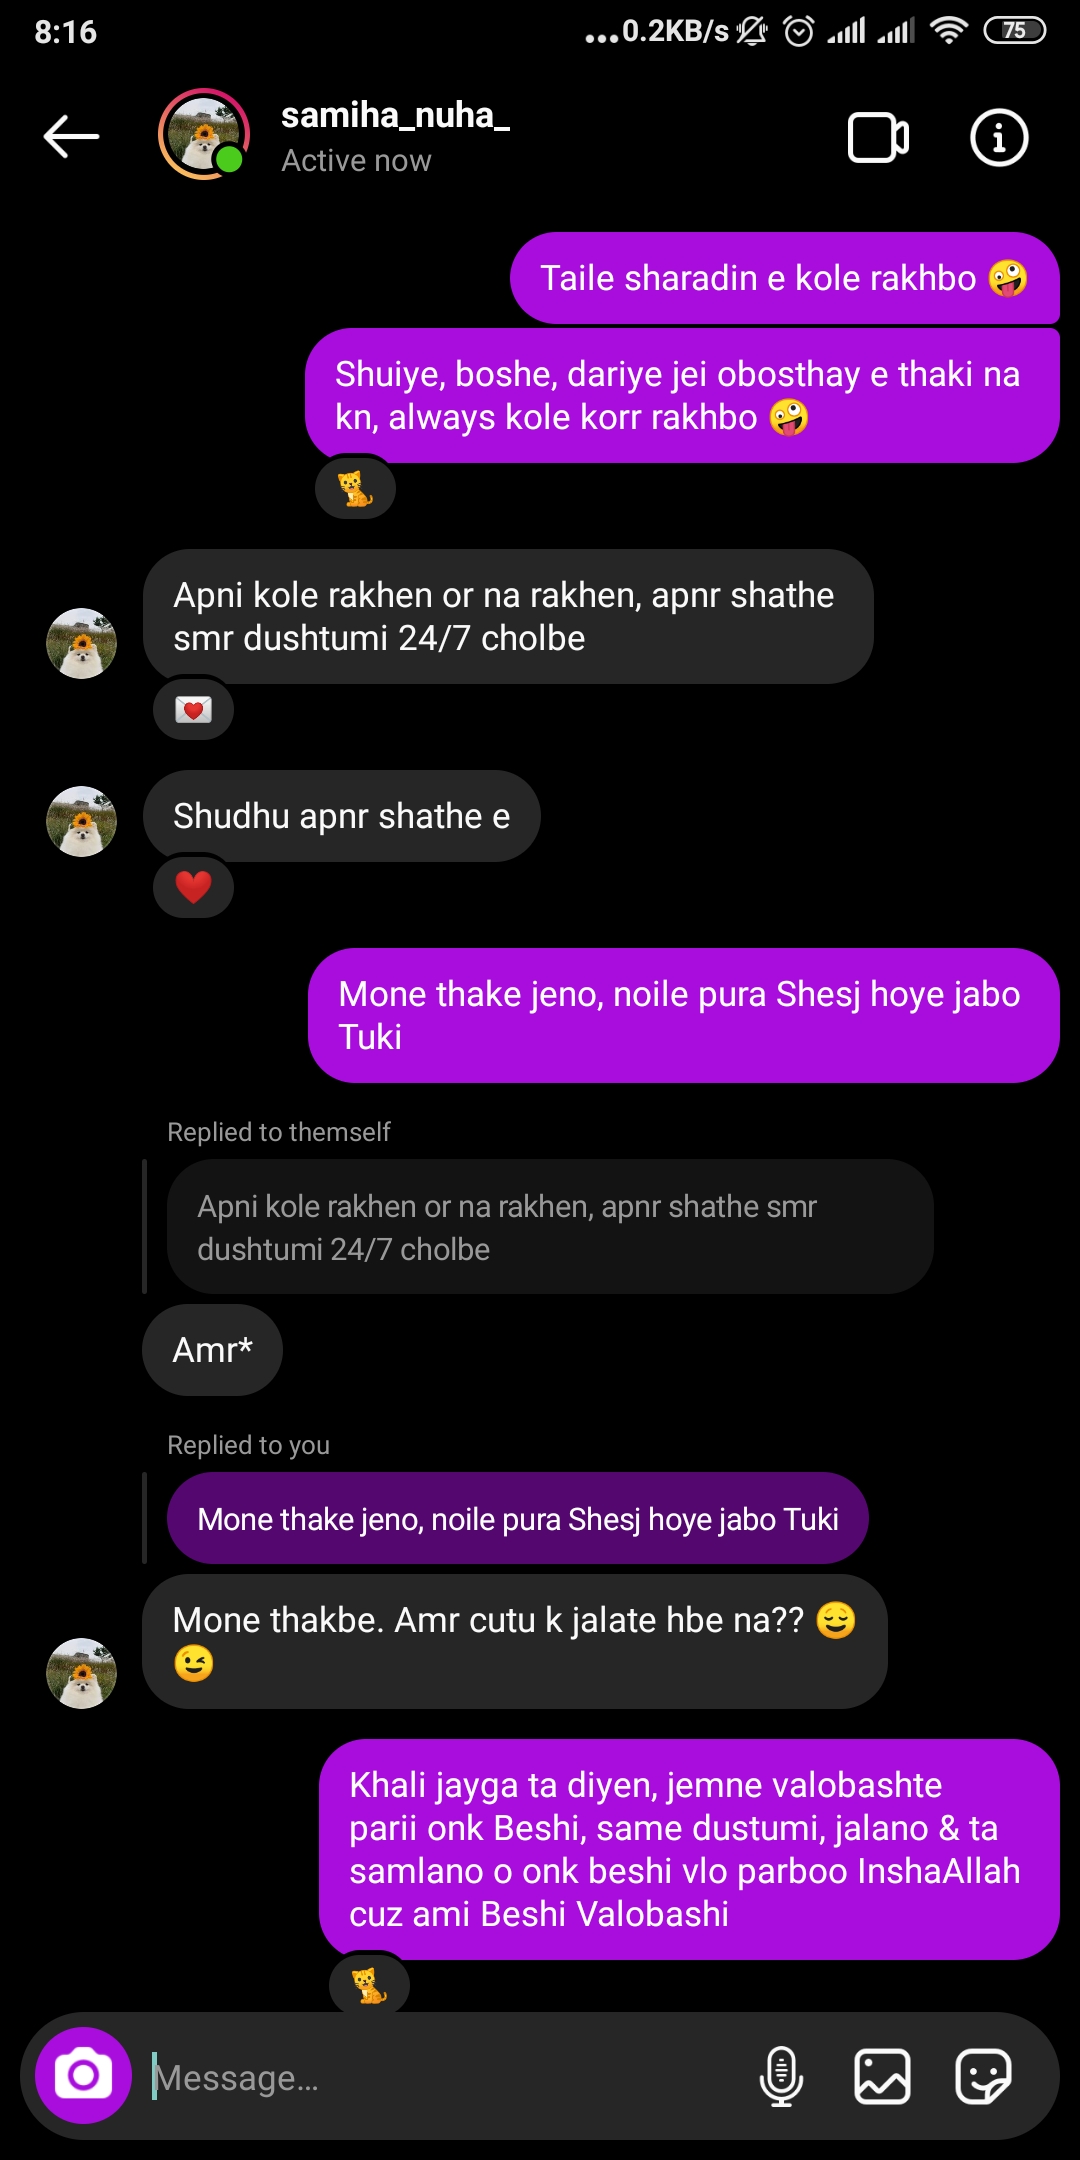 8:16
...0.2KB/s
75
samiha_nuha_
Active now
Taile sharadin e kole rakhbo 🤪
Shuiye, boshe, dariye jei obosthay e thaki na
kn, always kole korr rakhbo 🤪
🐈
Apni kole rakhen or na rakhen, apnr shathe
smr dushtumi 24/7 cholbe
💌
Shudhu apnr shathe e
❤️
Mone thake jeno, noile pura Shesj hoye jabo
Tuki
Replied to themself
Apni kole rakhen or na rakhen, apnr shathe smr
dushtumi 24/7 cholbe
Amr*
Replied to you
Mone thake jeno, noile pura Shesj hoye jabo Tuki
Mone thakbe. Amr cutu k jalate hbe na?? 😌
😉
Khali jayga ta diyen, jemne valobashte
parii onk Beshi, same dustumi, jalano & ta
samlano o onk beshi vlo parboo InshaAllah
cuz ami Beshi Valobashi
🐈
Message...